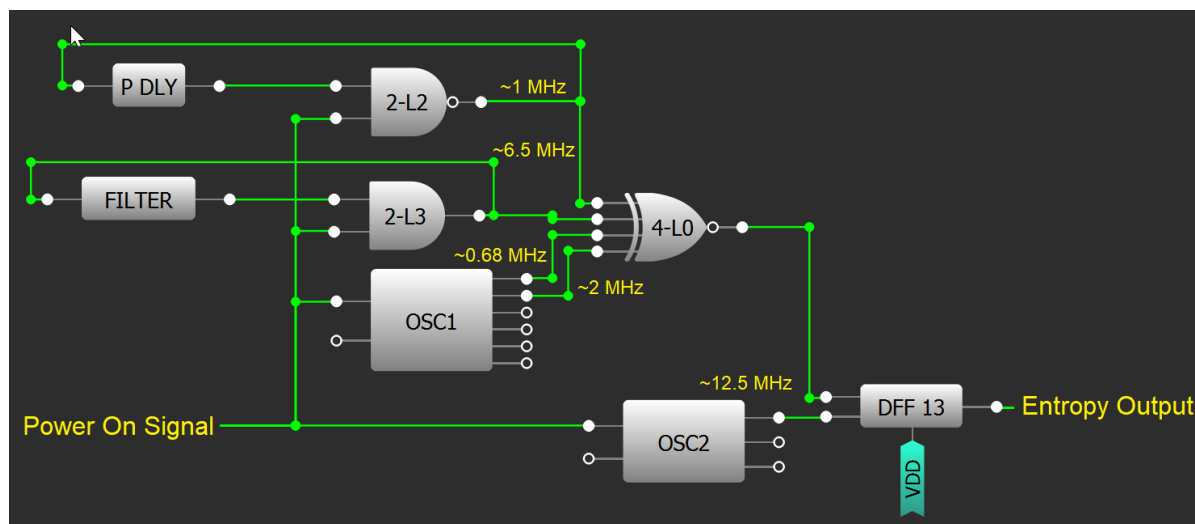 P DLY
2-L2
~1 MHz
~6.5 MHz
FILTER
2-L3
4-L0
~0.68 MHz
~2 MHz
OSC1
~12.5 MHz
DFF 13
Entropy Output
Power On Signal
OSC2
VDD